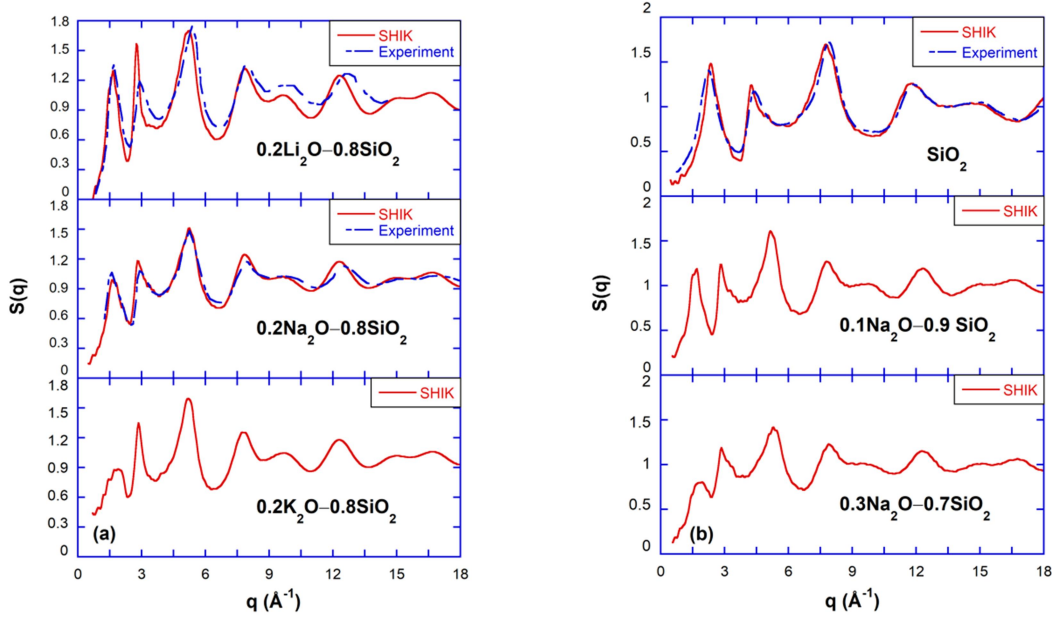 1.8
SHIK
Experiment
1.5
1.2
0.9
0.6
0.3
0
0.2Li2O–0.8SiO2
1.8
SHIK
Experiment
1.5
1.2
0.9
0.6
0.3
0
0.2Na2O–0.8SiO2
S(q)
1.8
SHIK
1.5
1.2
0.9
0.6
0.3
0
0.2K2O–0.8SiO2
(a)
0 3 6 9 12 15 18
q (Å-1)
2
SHIK
Experiment
1.5
1
0.5
0
SiO2
2
SHIK
1.5
1
0.5
0
0.1Na2O–0.9 SiO2
S(q)
2
SHIK
1.5
1
0.5
0
0.3Na2O–0.7SiO2
(b)
0 3 6 9 12 15 18
q (Å-1)